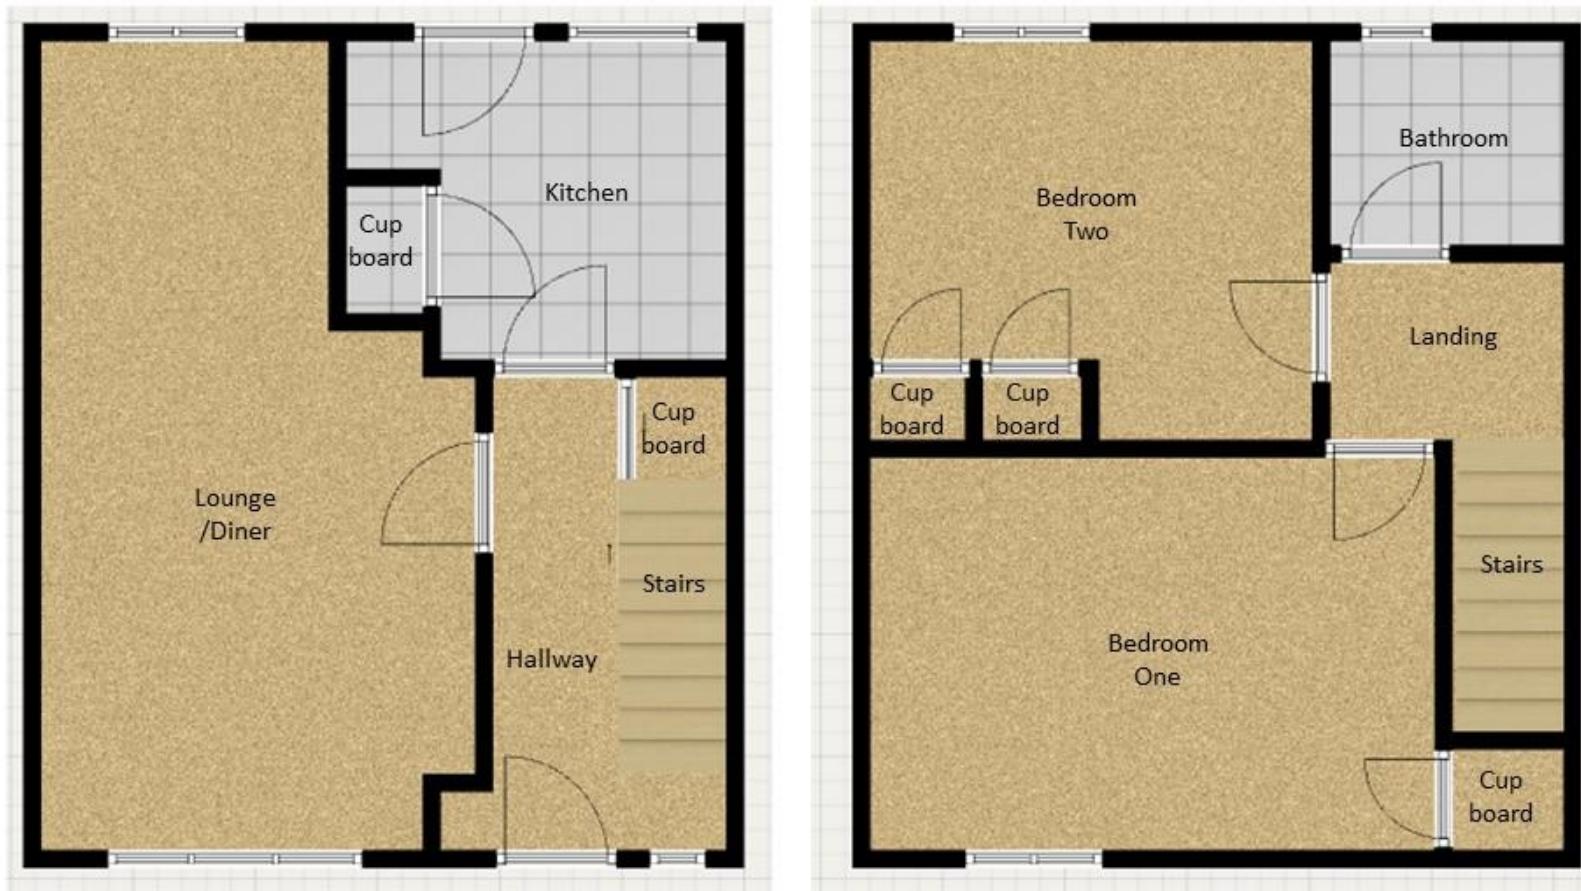 Kitchen
Cup
board
Cup
board
Lounge
/Diner
Stairs
Hallway
Bathroom
Bedroom
Two
Landing
Cup
board
Cup
board
Stairs
Bedroom
One
Cup
board